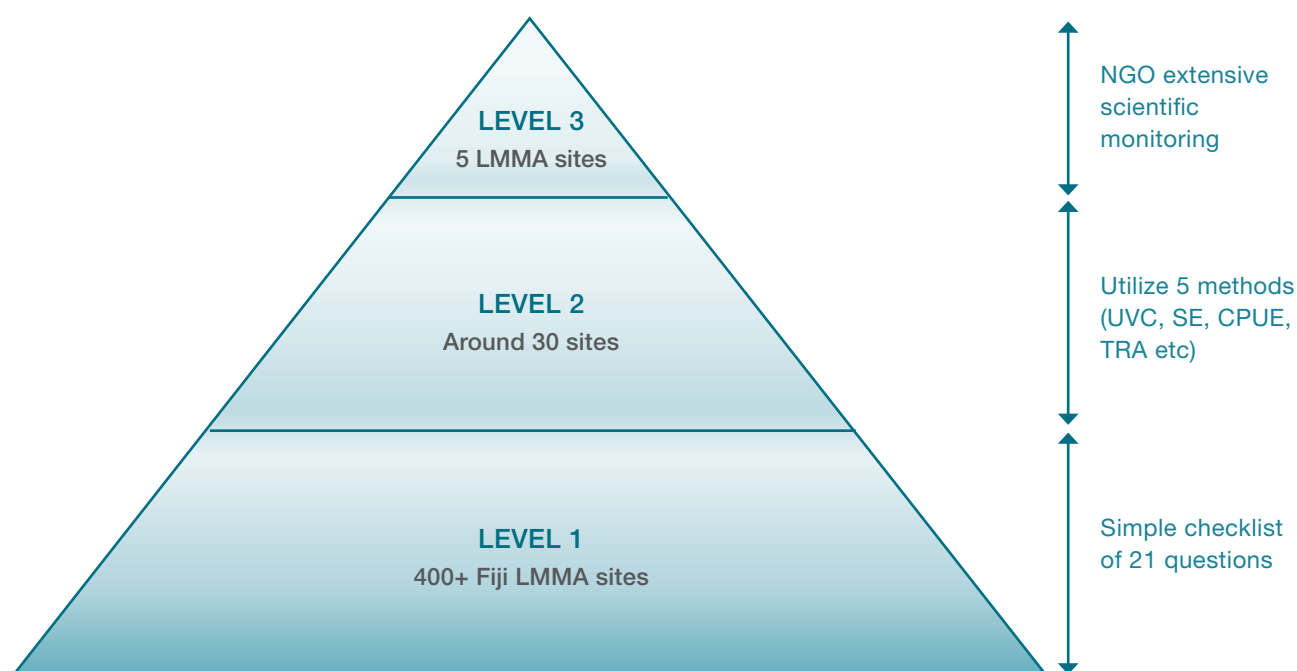 LEVEL 3
5 LMMA sites
NGO extensive
scientific
monitoring
LEVEL 2
Around 30 sites
Utilize 5 methods
(UVC, SE, CPUE,
TRA etc)
LEVEL 1
400+ Fiji LMMA sites
Simple checklist
of 21 questions